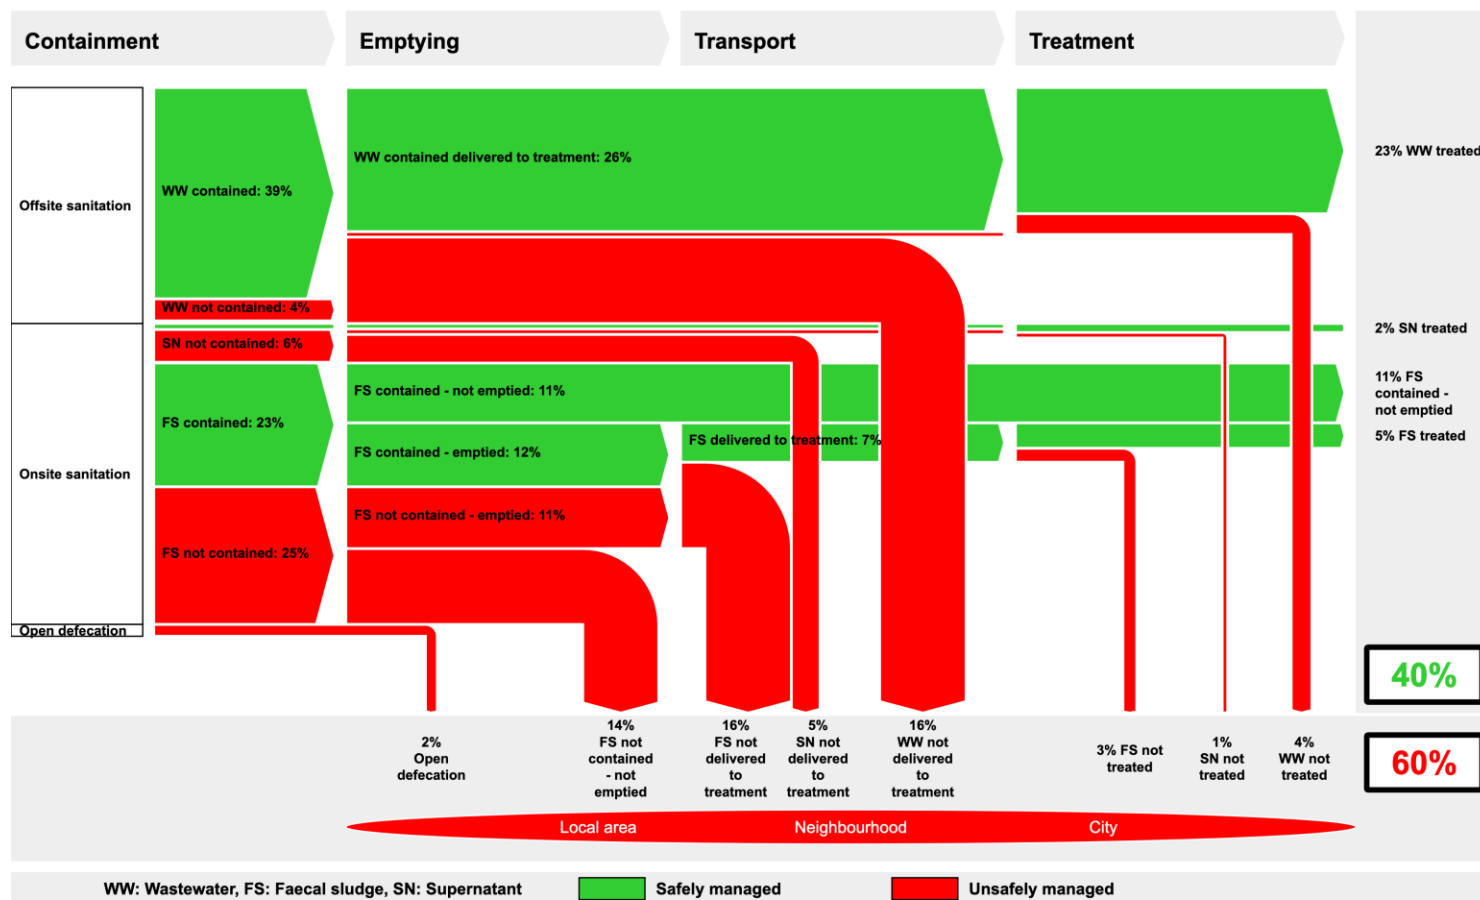 Containment
Emptying
Transport
Treatment
Offsite sanitation
WW contained: 39%
WW contained delivered to treatment: 26%
23% WW treated
WW not contained: 4%
2% SN treated
SN not contained: 6%
FS contained - not emptied: 11%
11% FS
contained -
not emptied
FS contained: 23%
FS contained - emptied: 12%
FS delivered to treatment: 7%
5% FS treated
Onsite sanitation
FS not contained - emptied: 11%
FS not contained: 25%
Open defecation
40%
2%
Open
defecation
14%
FS not
contained
- not
emptied
16%
FS not
delivered
to
treatment
5%
SN not
delivered
to
treatment
16%
WW not
delivered
to
treatment
3% FS not
treated
1%
SN not
treated
4%
WW not
treated
60%
Local area
Neighbourhood
City
WW: Wastewater, FS: Faecal sludge, SN: Supernatant
Safely managed
Unsafely managed